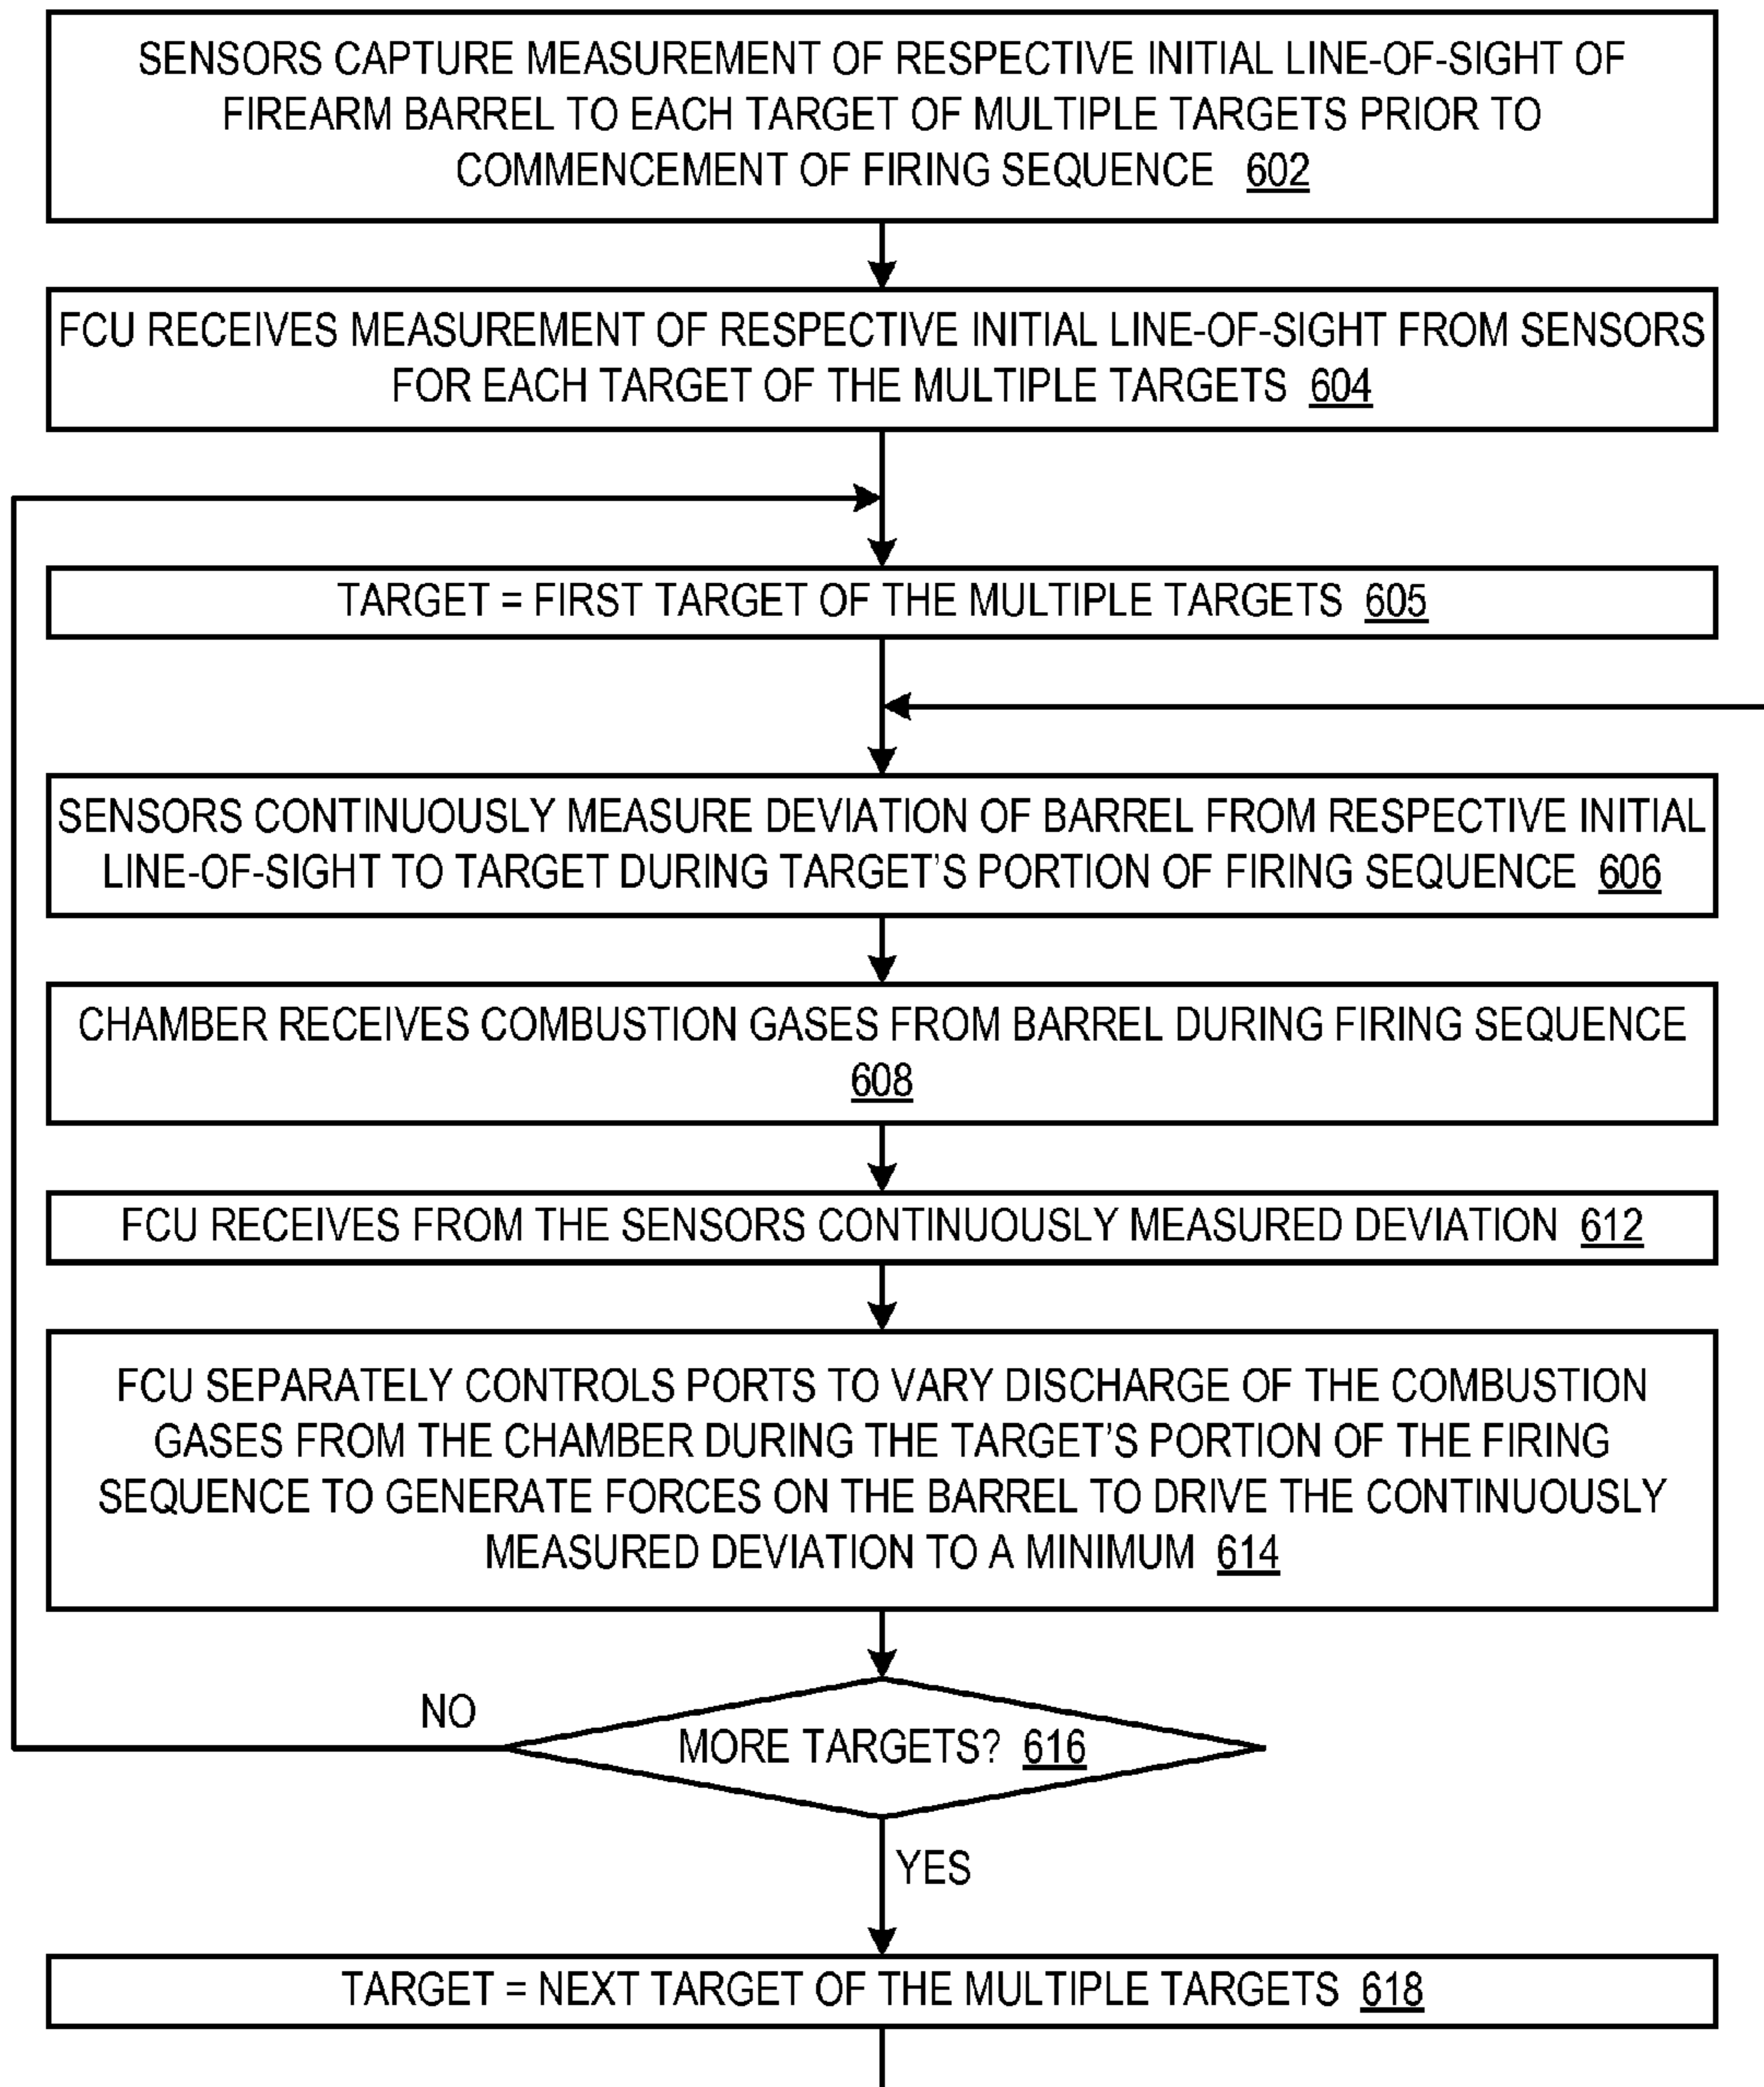 SENSORS CAPTURE MEASUREMENT OF RESPECTIVE INITIAL LINE-OF-SIGHT OF
FIREARM BARREL TO EACH TARGET OF MULTIPLE TARGETS PRIOR TO
COMMENCEMENT OF FIRING SEQUENCE 602
FCU RECEIVES MEASUREMENT OF RESPECTIVE INITIAL LINE-OF-SIGHT FROM SENSORS
FOR EACH TARGET OF THE MULTIPLE TARGETS 604
TARGET = FIRST TARGET OF THE MULTIPLE TARGETS 605
SENSORS CONTINUOUSLY MEASURE DEVIATION OF BARREL FROM RESPECTIVE INITIAL
LINE-OF-SIGHT TO TARGET DURING TARGET'S PORTION OF FIRING SEQUENCE 606
CHAMBER RECEIVES COMBUSTION GASES FROM BARREL DURING FIRING SEQUENCE
608
FCU RECEIVES FROM THE SENSORS CONTINUOUSLY MEASURED DEVIATION 612
FCU SEPARATELY CONTROLS PORTS TO VARY DISCHARGE OF THE COMBUSTION
GASES FROM THE CHAMBER DURING THE TARGET'S PORTION OF THE FIRING
SEQUENCE TO GENERATE FORCES ON THE BARREL TO DRIVE THE CONTINUOUSLY
MEASURED DEVIATION TO A MINIMUM 614
NO
MORE TARGETS? 616
YES
TARGET = NEXT TARGET OF THE MULTIPLE TARGETS 618